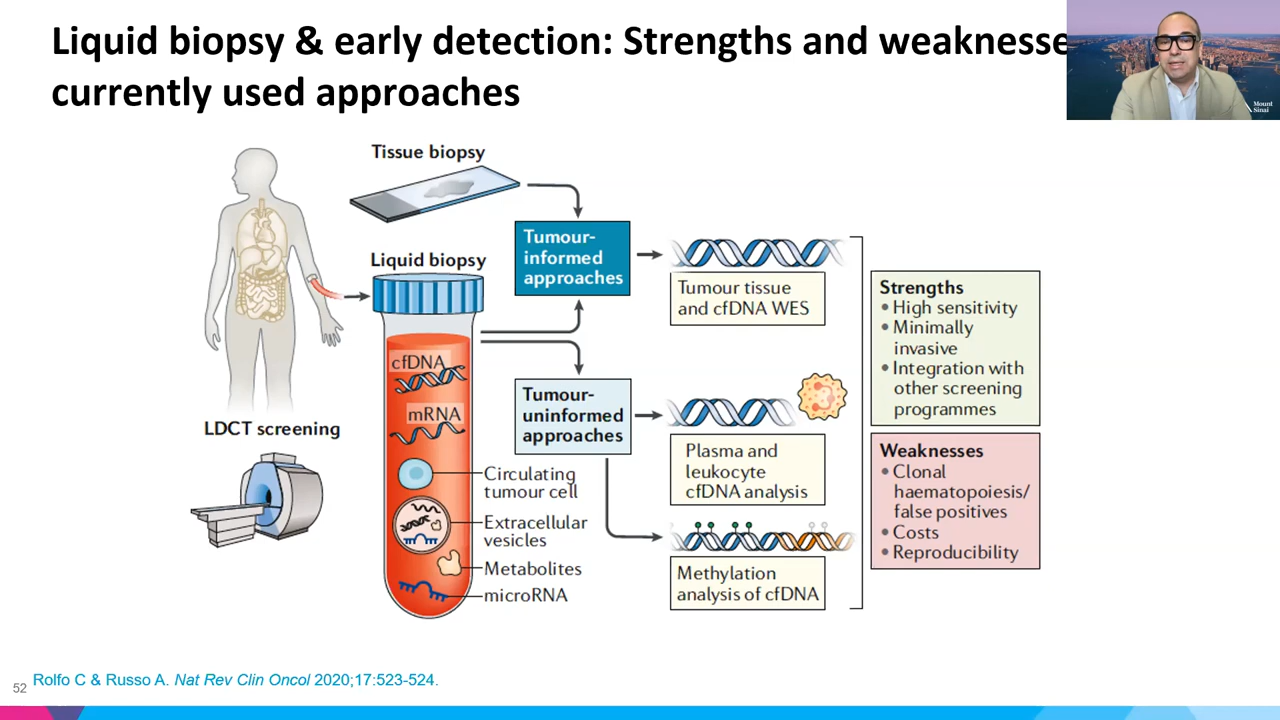 Liquid biopsy & early detection: Strengths and weaknesse
currently used approaches
Mount
Sinai
Tissue biopsy
Liquid biopsy
LDCT screening
cfDNA
mRNA
Circulating
tumour cell
Extracellular
vesicles
Metabolites
microRNA
Tumour-
informed
approaches
Tumour-
uninformed
approaches
Tumour tissue
and cfDNA WES
Plasma and
leukocyte
cfDNA analysis
Methylation
analysis of cfDNA
Strengths
• High sensitivity
• Minimally
invasive
• Integration with
other screening
programmes
Weaknesses
• Clonal
haematopoiesis/
false positives
• Costs
• Reproducibility
52
Rolfo C & Russo A. Nat Rev Clin Oncol 2020;17:523-524.